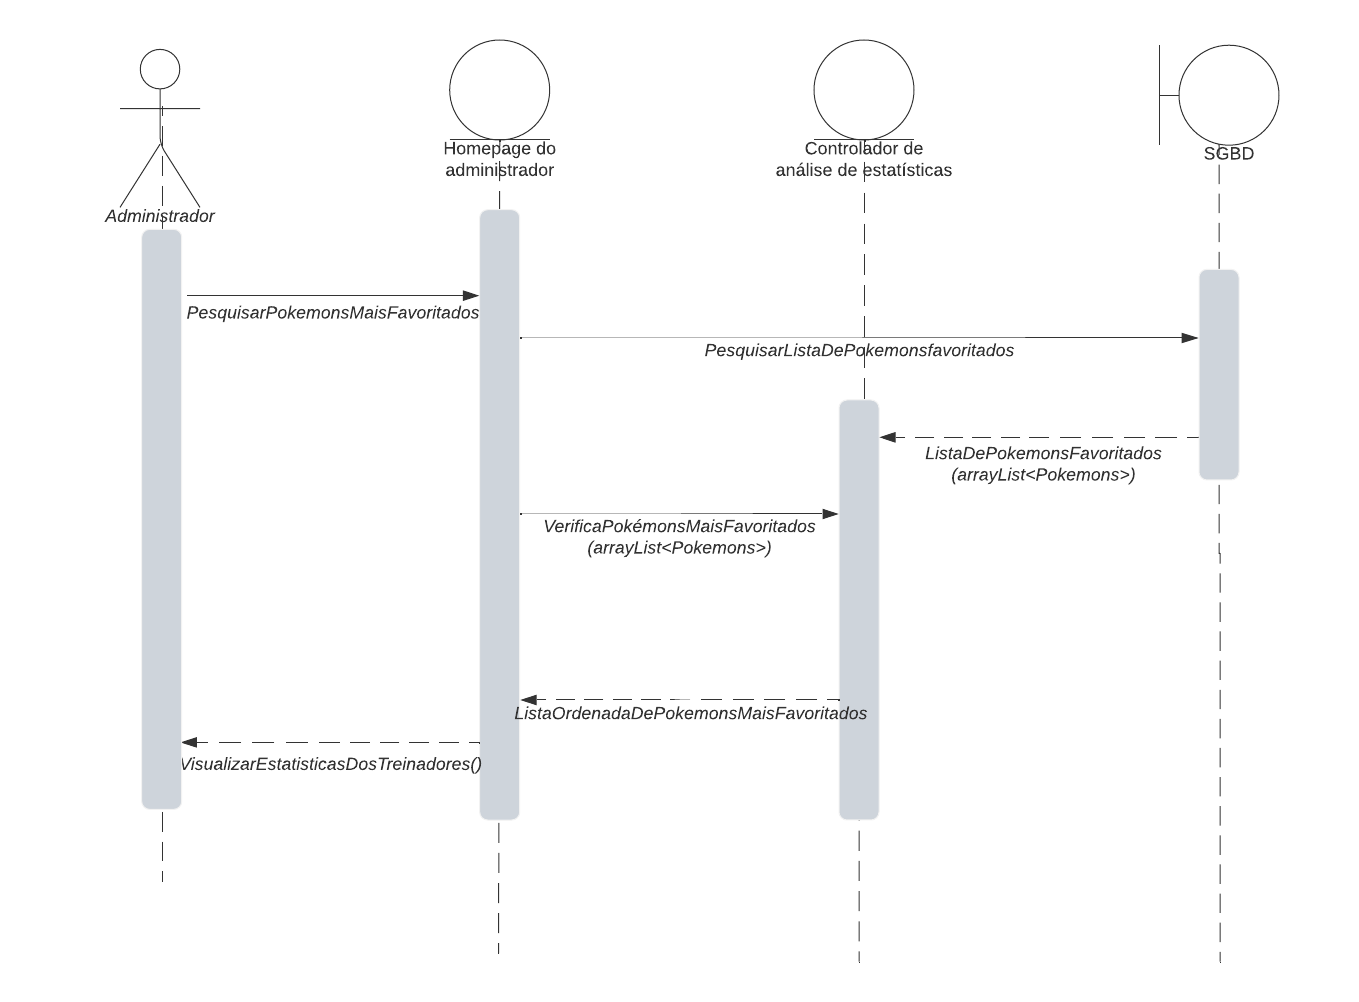 Homepage do
administrador
Controlador de
análise de estatísticas
SGBD
Administrador
PesquisarPokemonsMaisFavoritados
PesquisarListaDePokemonsfavoritados
ListaDePokemonsFavoritados
(arrayList<Pokemons>)
VerificaPokémonsMaisFavoritados
(arrayList<Pokemons>)
ListaOrdenadaDePokemonsMaisFavoritados
VisualizarEstatisticasDosTreinadores()